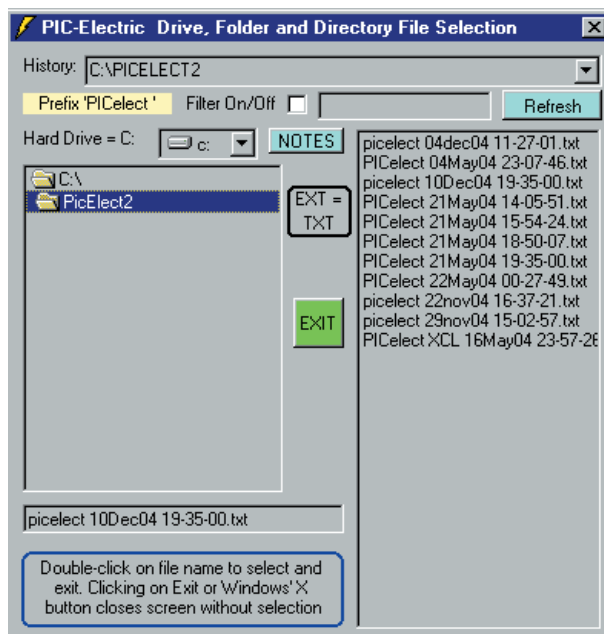 PIC-Electric Drive, Folder and Directory File Selection
History: C:\PICELECT2
Prefix 'PICelect ' Filter On/Off Refresh
Hard Drive = C: c: NOTES
C:\
PicElect2
EXT =
TXT
EXIT
picelect 04dec04 11-27-01.txt
PICelect 04May04 23-07-46.txt
picelect 10Dec04 19-35-00.txt
PICelect 21May04 14-05-51.txt
PICelect 21May04 15-54-24.txt
PICelect 21May04 18-50-07.txt
PICelect 21May04 19-35-00.txt
PICelect 22May04 00-27-49.txt
picelect 22nov04 16-37-21.txt
picelect 29nov04 15-02-57.txt
PICelect XCL 16May04 23-57-26
picelect 10Dec04 19-35-00.txt
Double-click on file name to select and
exit. Clicking on Exit or Windows' X
button closes screen without selection